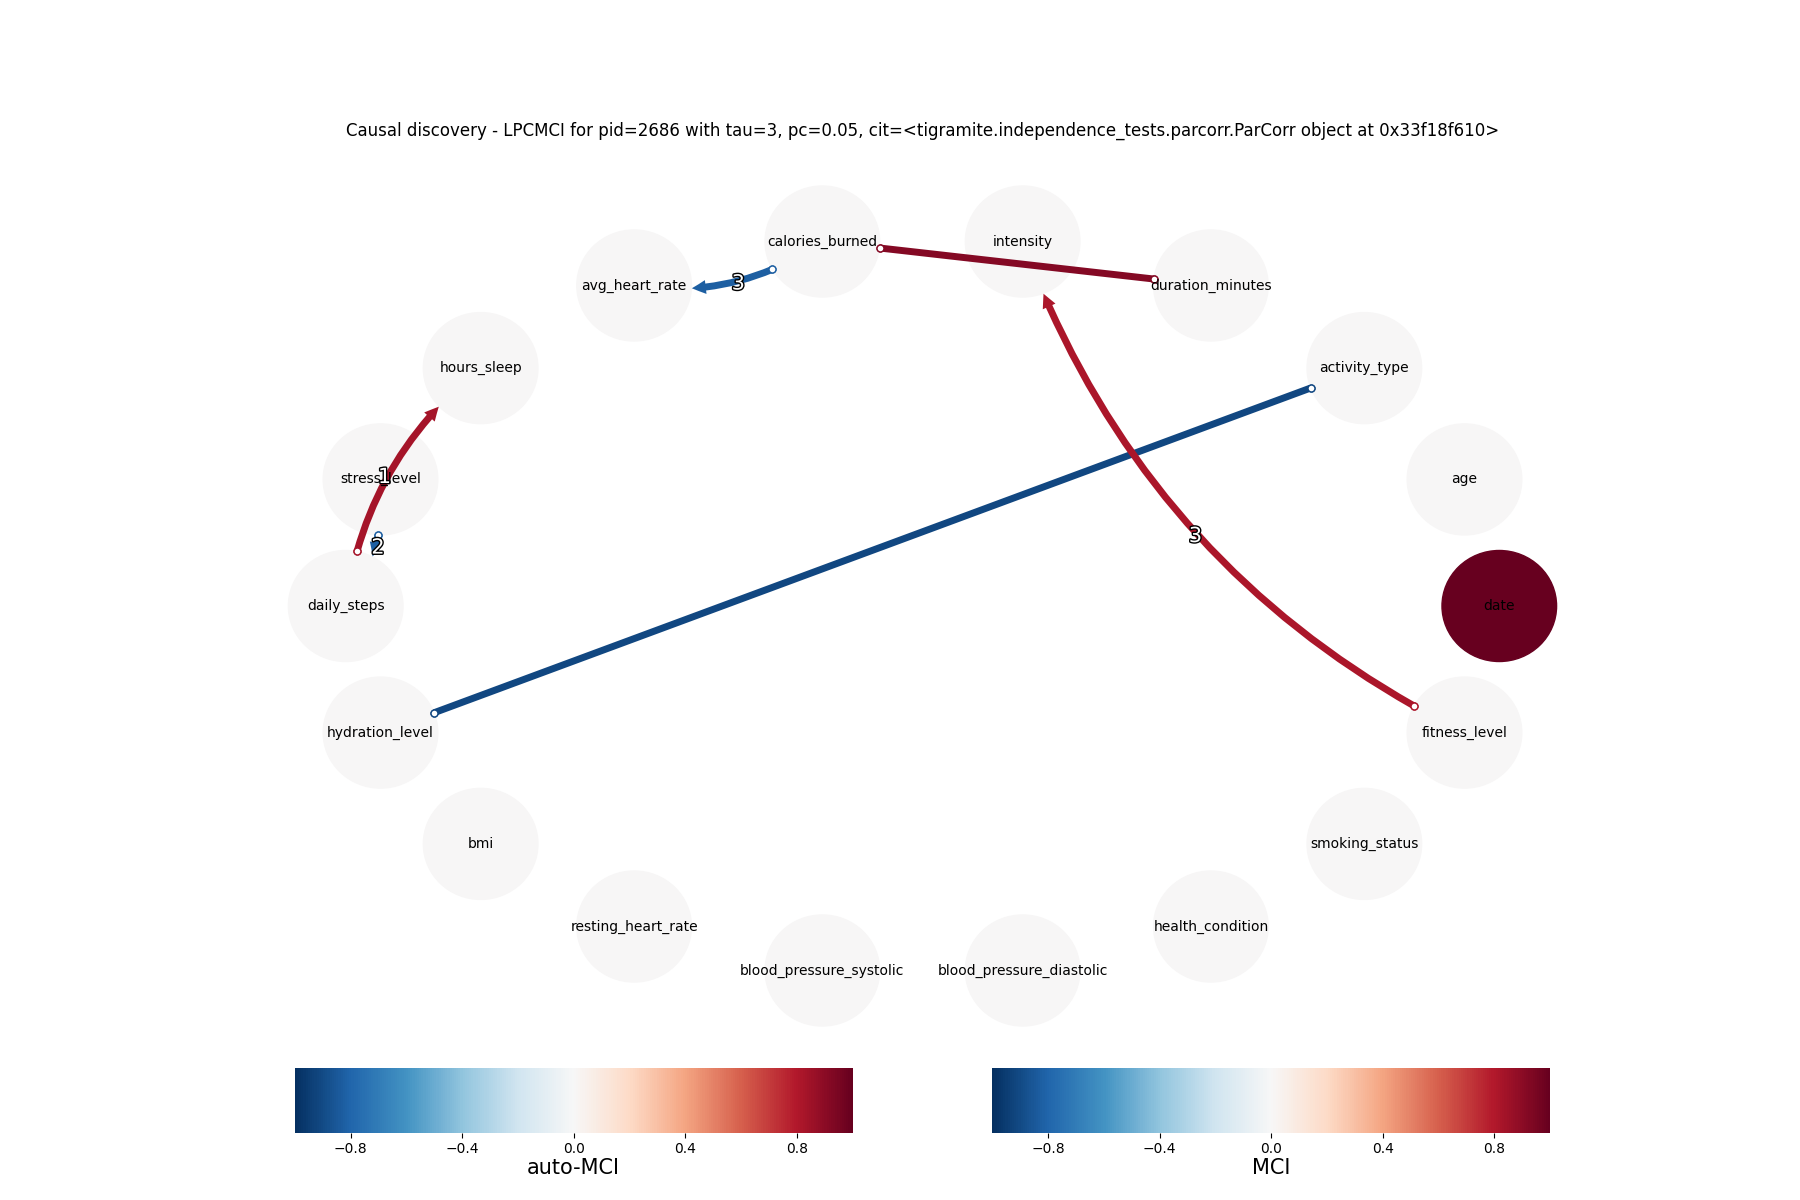 Causal discovery - LPCMCI for pid=2686 with tau=3, pc=0.05, cit=<tigramite.independence_tests.parcorr.ParCorr object at 0x33f18f610>
calories_burned
intensity
avg_heart_rate
3
duration_minutes
hours_sleep
activity_type
stress_level
1
age
2
3
daily_steps
date
hydration_level
fitness_level
bmi
smoking_status
resting_heart_rate
health_condition
blood_pressure_systolic
blood_pressure_diastolic
−0.8 −0.4 0.0 0.4 0.8
auto-MCI
−0.8 −0.4 0.0 0.4 0.8
MCI